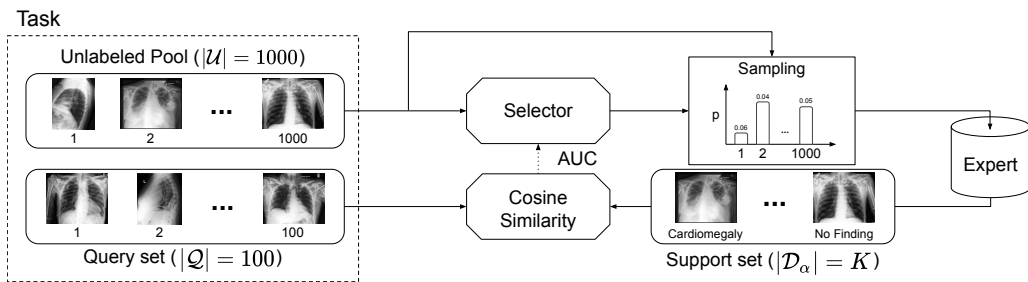 Task
Unlabeled Pool (|𝒰| = 1000)
1
2
...
1000
Selector
Sampling
p
0.06
0.04
0.05
1
2
...
1000
Expert
AUC
Cosine
Similarity
1
2
...
100
Query set (|𝒬| = 100)
Cardiomegaly
...
No Finding
Support set (|𝒟α| = K)